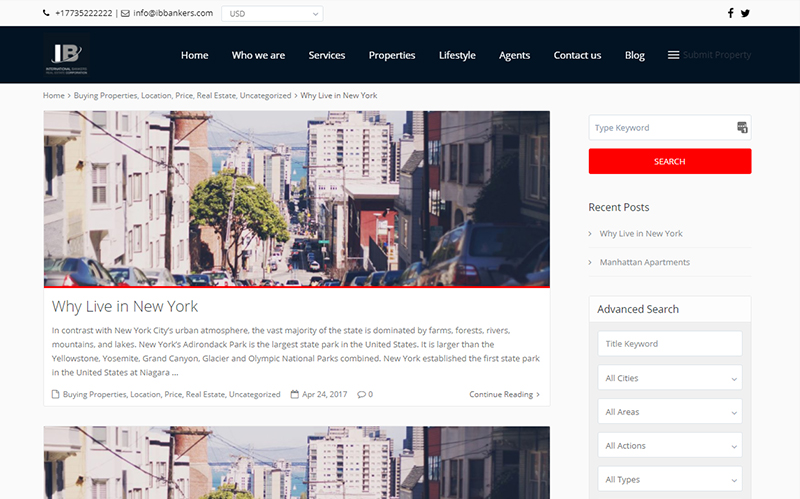 +17735222222 | info@ibbankers.com USD
IB
INTERNATIONAL BANKERS
REAL ESTATE CORPORATION
Home Who we are Services Properties Lifestyle Agents Contact us Blog Submit Property
Home > Buying Properties, Location, Price, Real Estate, Uncategorized > Why Live in New York
Type Keyword
SEARCH
Recent Posts
> Why Live in New York
> Manhattan Apartments
Why Live in New York
In contrast with New York City's urban atmosphere, the vast majority of the state is dominated by farms, forests, rivers,
mountains, and lakes. New York's Adirondack Park is the largest state park in the United States. It is larger than the
Yellowstone, Yosemite, Grand Canyon, Glacier and Olympic National Parks combined. New York established the first state park
in the United States at Niagara ...
Buying Properties, Location, Price, Real Estate, Uncategorized Apr 24, 2017 0 Continue Reading >
Advanced Search
Title Keyword
All Cities
All Areas
All Actions
All Types